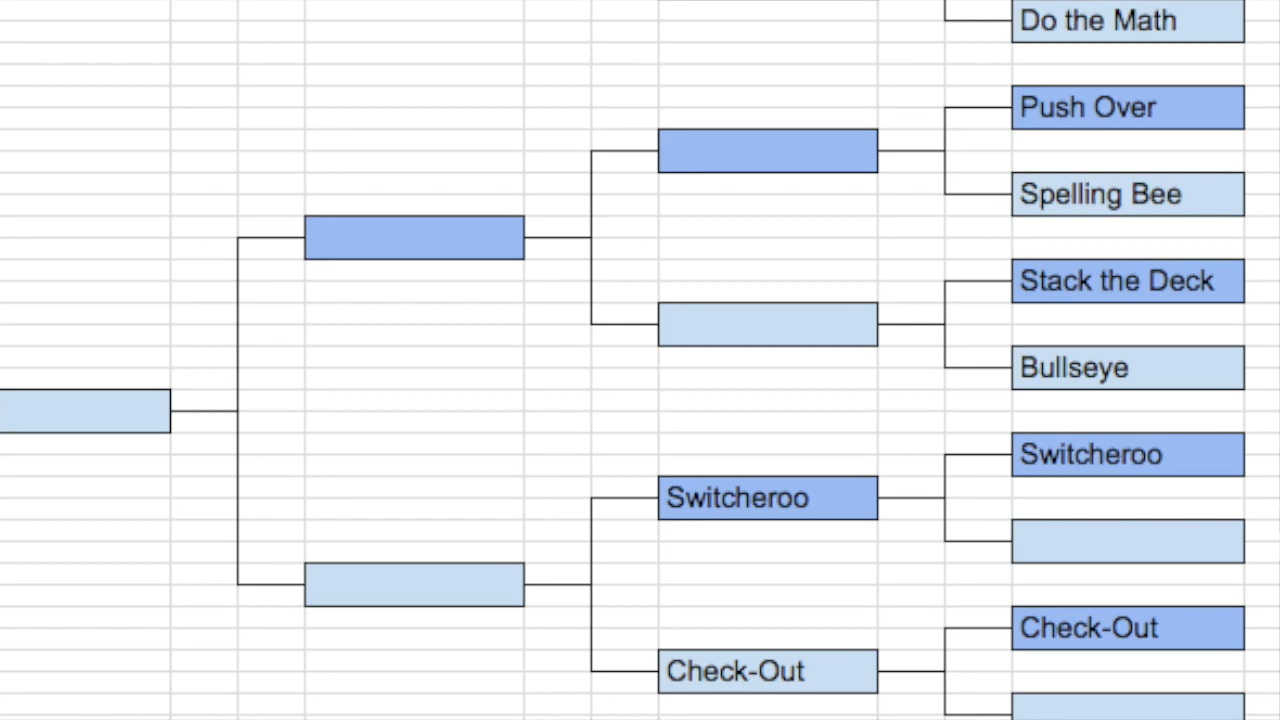 Do the Math
Push Over
Spelling Bee
Stack the Deck
Bullseye
Switcheroo
Switcheroo
Check-Out
Check-Out